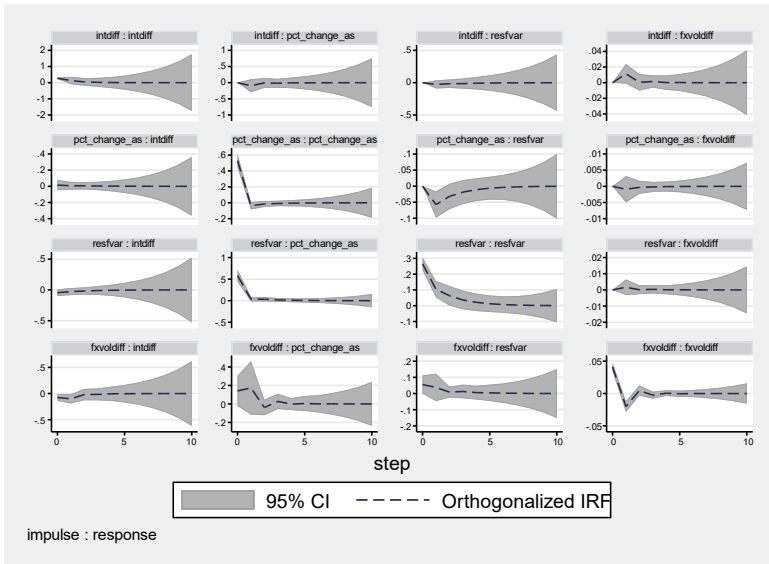 intdiff : intdiff
intdiff : pct_change_as
intdiff : resfvar
intdiff : fxvoldiff
2
1
0
-1
-2
1
.5
0
-.5
-1
.5
0
-.5
.04
.02
0
-.02
-.04
pct_change_as : intdiff
pct_change_as : pct_change_as
pct_change_as : resfvar
pct_change_as : fxvoldiff
.4
.2
0
-.2
-.4
.6
.4
.2
0
-.2
.1
.05
0
-.05
-.1
.01
.005
0
-.005
-.01
resfvar : intdiff
resfvar : pct_change_as
resfvar : resfvar
resfvar : fxvoldiff
.5
0
-.5
1
.5
0
-.5
.3
.2
.1
0
-.1
.02
.01
0
-.01
-.02
fxvoldiff : intdiff
fxvoldiff : pct_change_as
fxvoldiff : resfvar
fxvoldiff : fxvoldiff
.5
0
-.5
.4
.2
0
-.2
.2
.1
0
-.1
-.2
.05
0
-.05
0 5 10
0 5 10
0 5 10
0 5 10
step
95% CI
Orthogonalized IRF
impulse : response